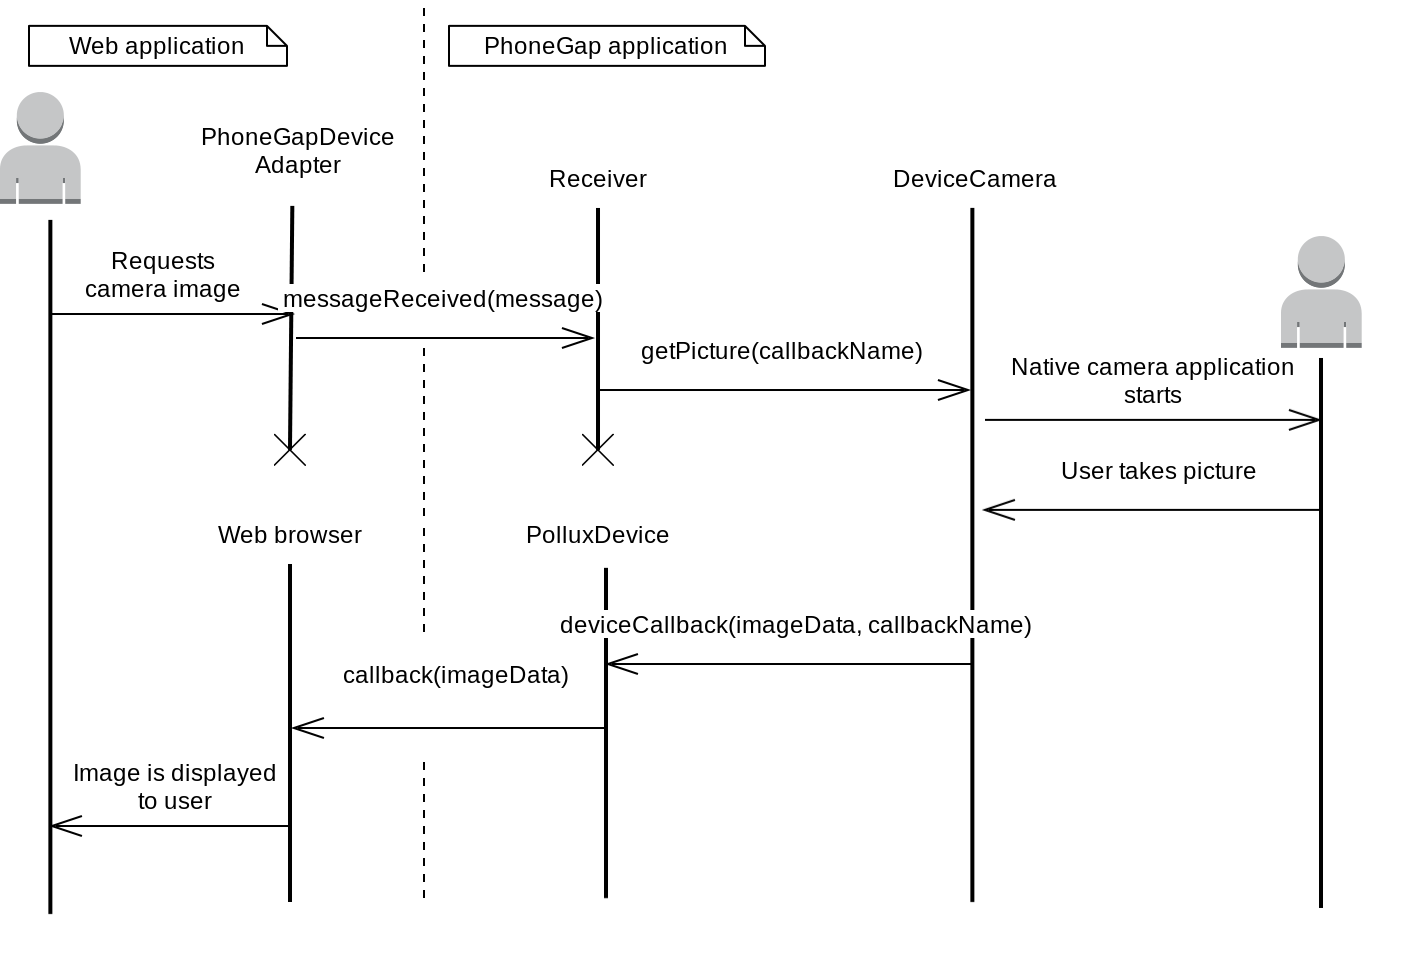 Web application
PhoneGap application
PhoneGapDevice
Adapter
Receiver
DeviceCamera
Requests
camera image
messageReceived(message)
getPicture(callbackName)
Native camera application
starts
User takes picture
Web browser
PolluxDevice
deviceCallback(imageData, callbackName)
callback(imageData)
Image is displayed
to user